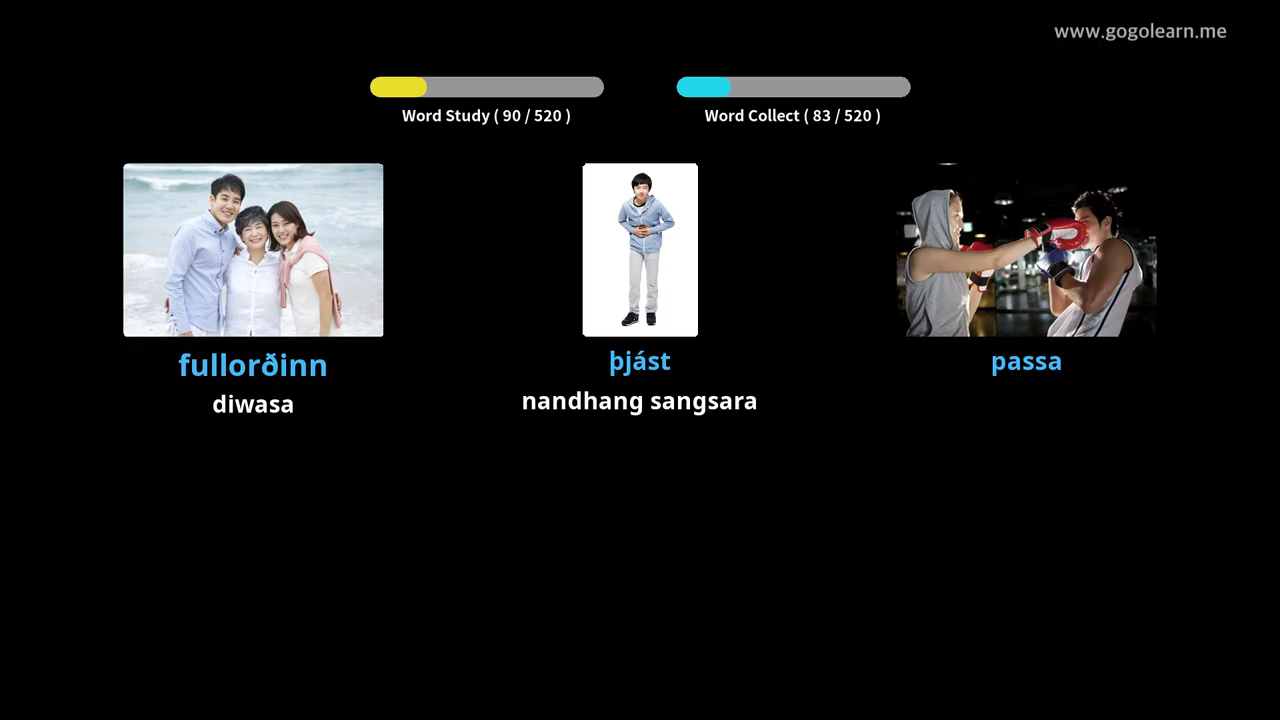 www.gogolearn.me
Word Study ( 90 / 520 )
Word Collect ( 83 / 520 )
fullorðinn
diwasa
þjást
nandhang sangsara
passa